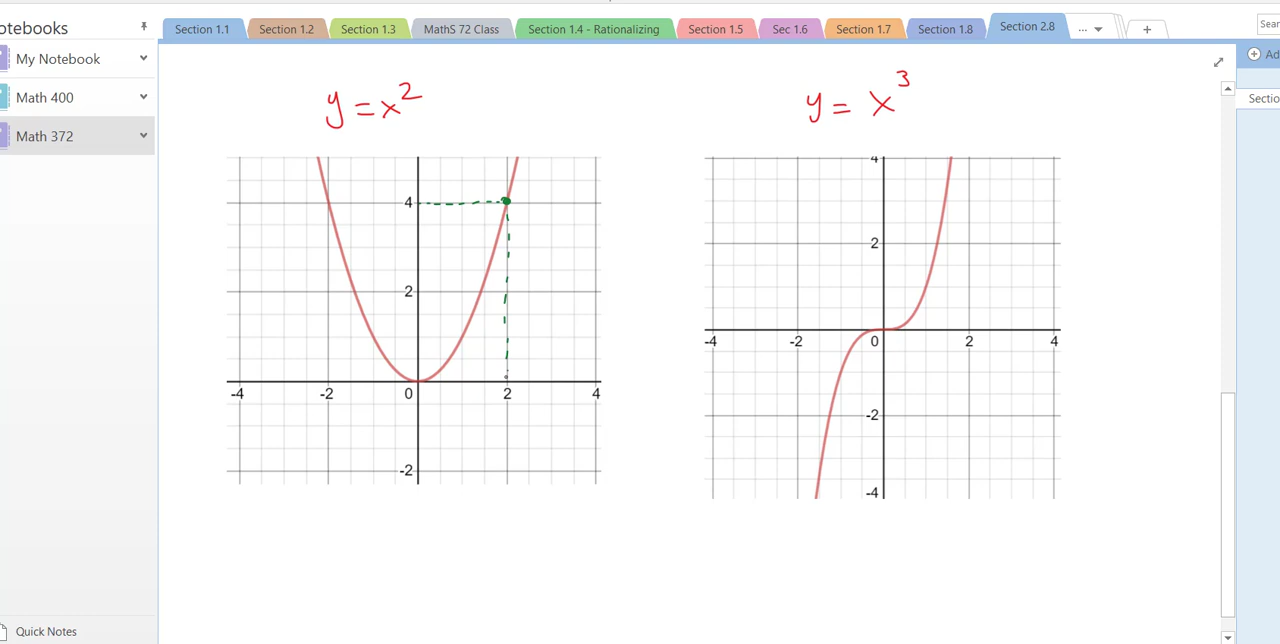 otebooks
My Notebook
Math 400
Math 372
Quick Notes
Section 1.1
Section 1.2
Section 1.3
MathS 72 Class
Section 1.4 - Rationalizing
Section 1.5
Sec 1.6
Section 1.7
Section 1.8
Section 2.8
...
+
Sear
Ad
Sectio
y = x²
4
2
-4 -2 0 2 4
-2
y = x³
4
2
-4 -2 0 2 4
-2
-4